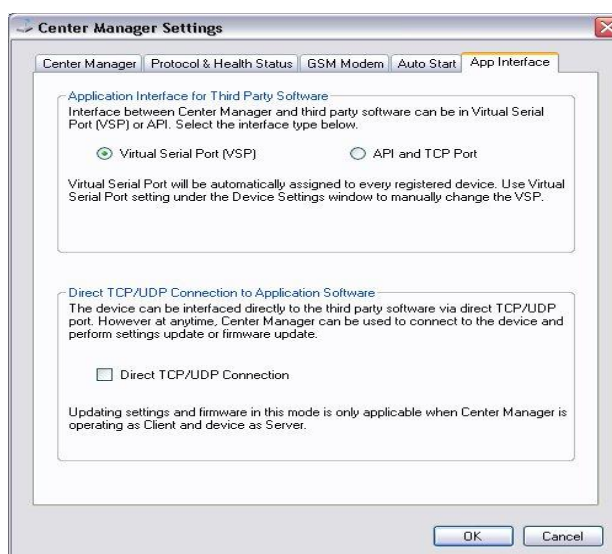 Center Manager Settings
Center Manager Protocol & Health Status GSM Modem Auto Start App Interface
Application Interface for Third Party Software
Interface between Center Manager and third party software can be in Virtual Serial
Port (VSP) or API. Select the interface type below.
Virtual Serial Port (VSP) API and TCP Port
Virtual Serial Port will be automatically assigned to every registered device. Use Virtual
Serial Port setting under the Device Settings window to manually change the VSP.
Direct TCP/UDP Connection to Application Software
The device can be interfaced directly to the third party software via direct TCP/UDP
port. However at anytime, Center Manager can be used to connect to the device and
perform settings update or firmware update.
Direct TCP/UDP Connection
Updating settings and firmware in this mode is only applicable when Center Manager is
operating as Client and device as Server.
OK Cancel